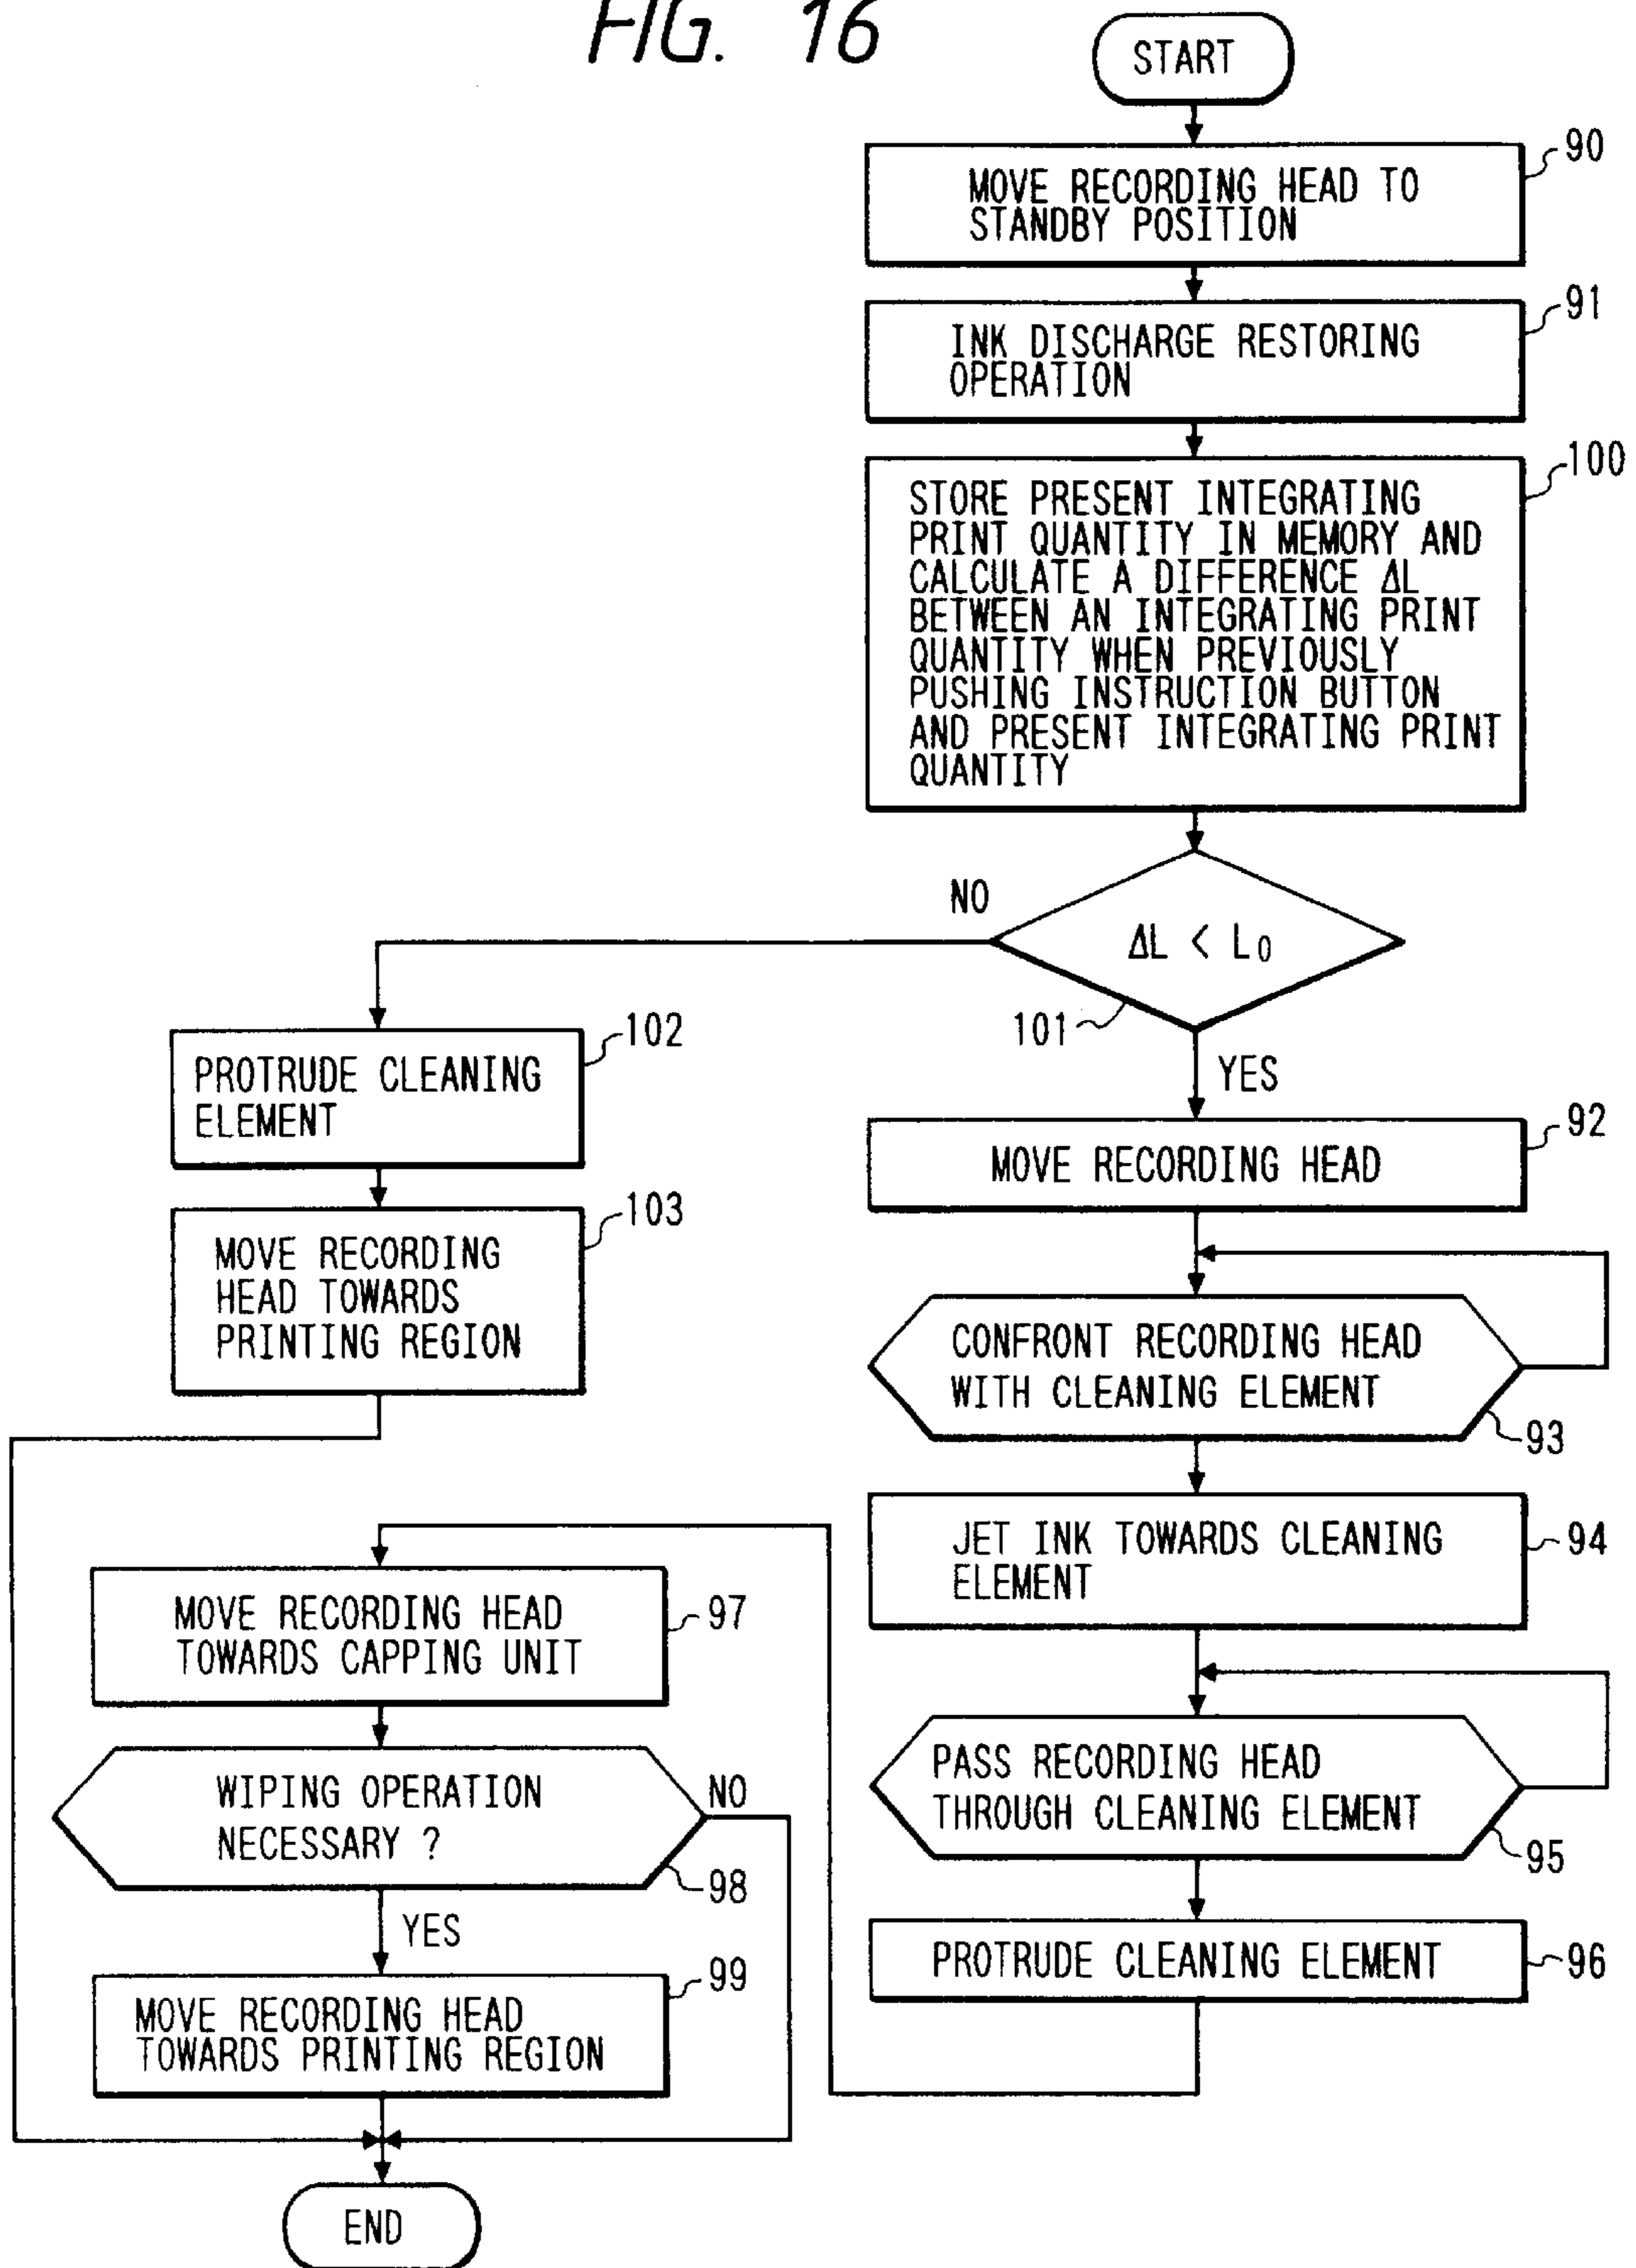 FIG. 16
START
90
MOVE RECORDING HEAD TO
STANDBY POSITION
91
INK DISCHARGE RESTORING
OPERATION
100
STORE PRESENT INTEGRATING
PRINT QUANTITY IN MEMORY AND
CALCULATE A DIFFERENCE ΔL
BETWEEN AN INTEGRATING PRINT
QUANTITY WHEN PREVIOUSLY
PUSHING INSTRUCTION BUTTON
AND PRESENT INTEGRATING PRINT
QUANTITY
NO
ΔL < L0
101
YES
102
PROTRUDE CLEANING
ELEMENT
103
MOVE RECORDING
HEAD TOWARDS
PRINTING REGION
92
MOVE RECORDING HEAD
CONFRONT RECORDING HEAD
WITH CLEANING ELEMENT
93
JET INK TOWARDS CLEANING
ELEMENT
94
PASS RECORDING HEAD
THROUGH CLEANING ELEMENT
95
PROTRUDE CLEANING ELEMENT
96
MOVE RECORDING HEAD
TOWARDS CAPPING UNIT
97
WIPING OPERATION
NECESSARY ?
NO
98
YES
99
MOVE RECORDING HEAD
TOWARDS PRINTING REGION
END